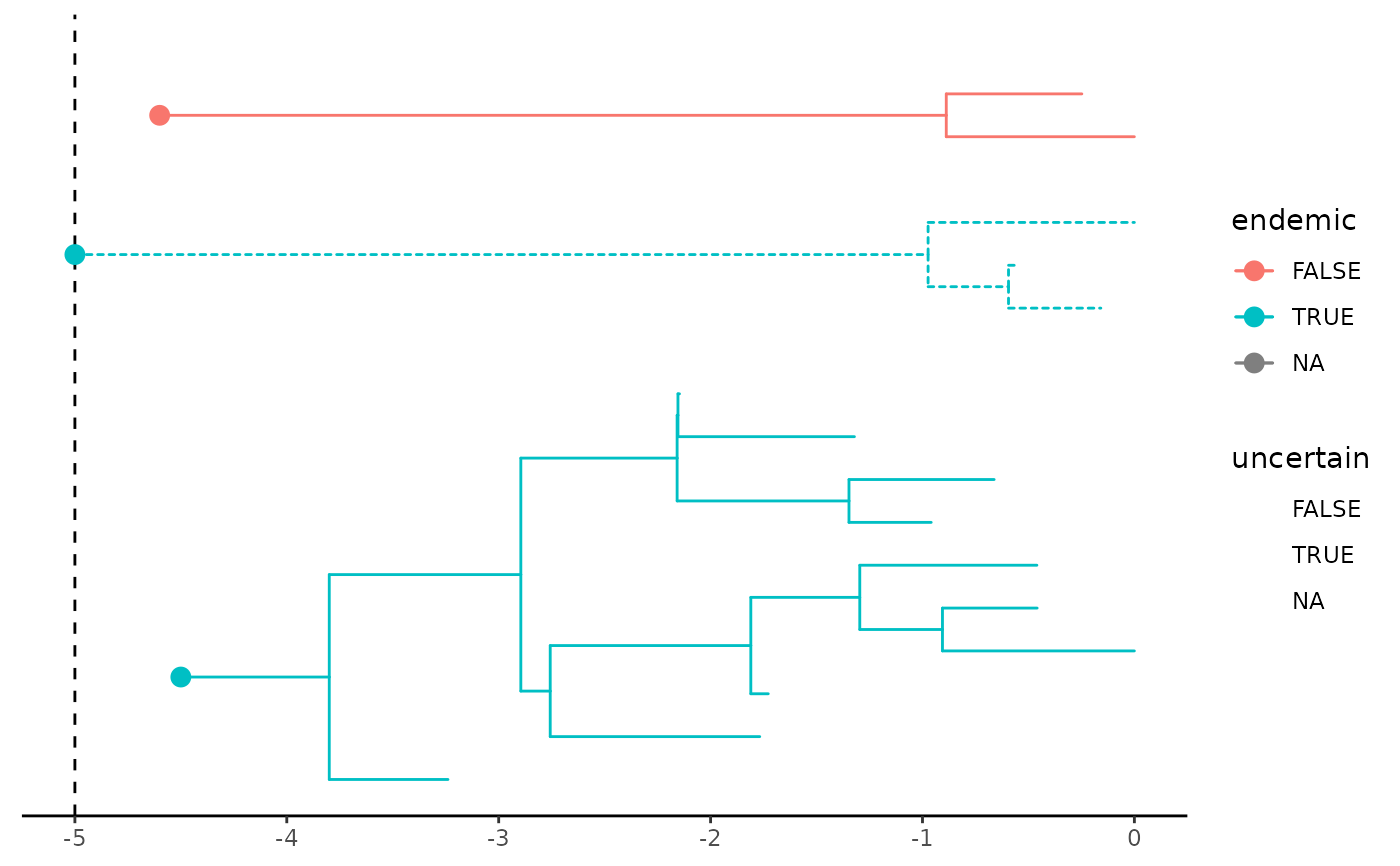 endemic
FALSE
TRUE
NA
uncertain
FALSE
TRUE
NA
-5 -4 -3 -2 -1 0